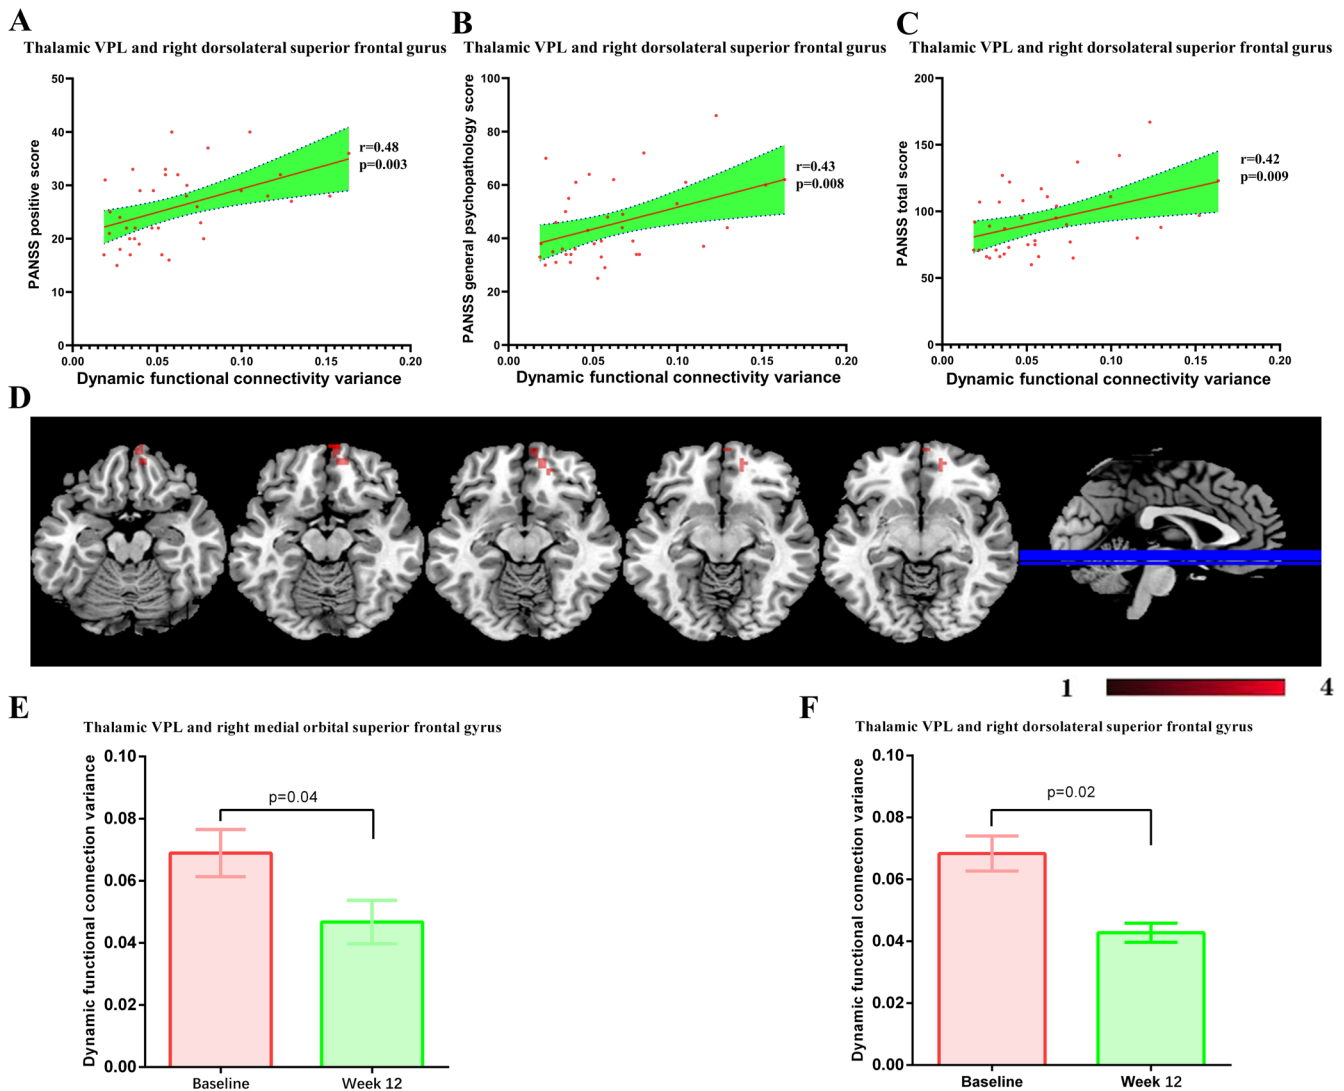 A
Thalamic VPL and right dorsolateral superior frontal gurus
PANSS positive score
50
40
30
20
10
0
0.00 0.05 0.10 0.15 0.20
Dynamic functional connectivity variance
r=0.48
p=0.003
B
Thalamic VPL and right dorsolateral superior frontal gurus
PANSS general psychopathology score
100
80
60
40
20
0
0.00 0.05 0.10 0.15 0.20
Dynamic functional connectivity variance
r=0.43
p=0.008
C
Thalamic VPL and right dorsolateral superior frontal gurus
PANSS total score
200
150
100
50
0
0.00 0.05 0.10 0.15 0.20
Dynamic functional connectivity variance
r=0.42
p=0.009
D
1 4
E
Thalamic VPL and right medial orbital superior frontal gyrus
Dynamic functional connection variance
0.10
0.08
0.06
0.04
0.02
0.00
p=0.04
Baseline Week 12
F
Thalamic VPL and right dorsolateral superior frontal gyrus
Dynamic functional connection variance
0.10
0.08
0.06
0.04
0.02
0.00
p=0.02
Baseline Week 12